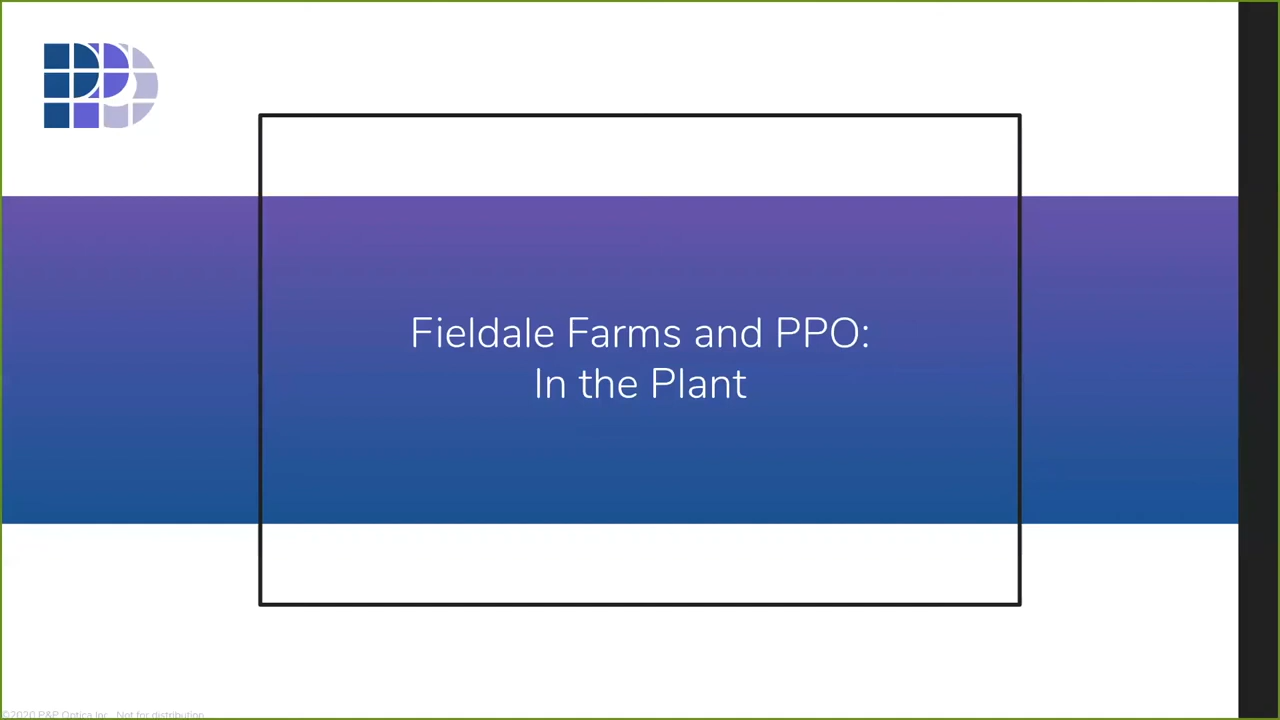 Fieldale Farms and PPO:
In the Plant
©2020 P&P Optica Inc. Not for distribution